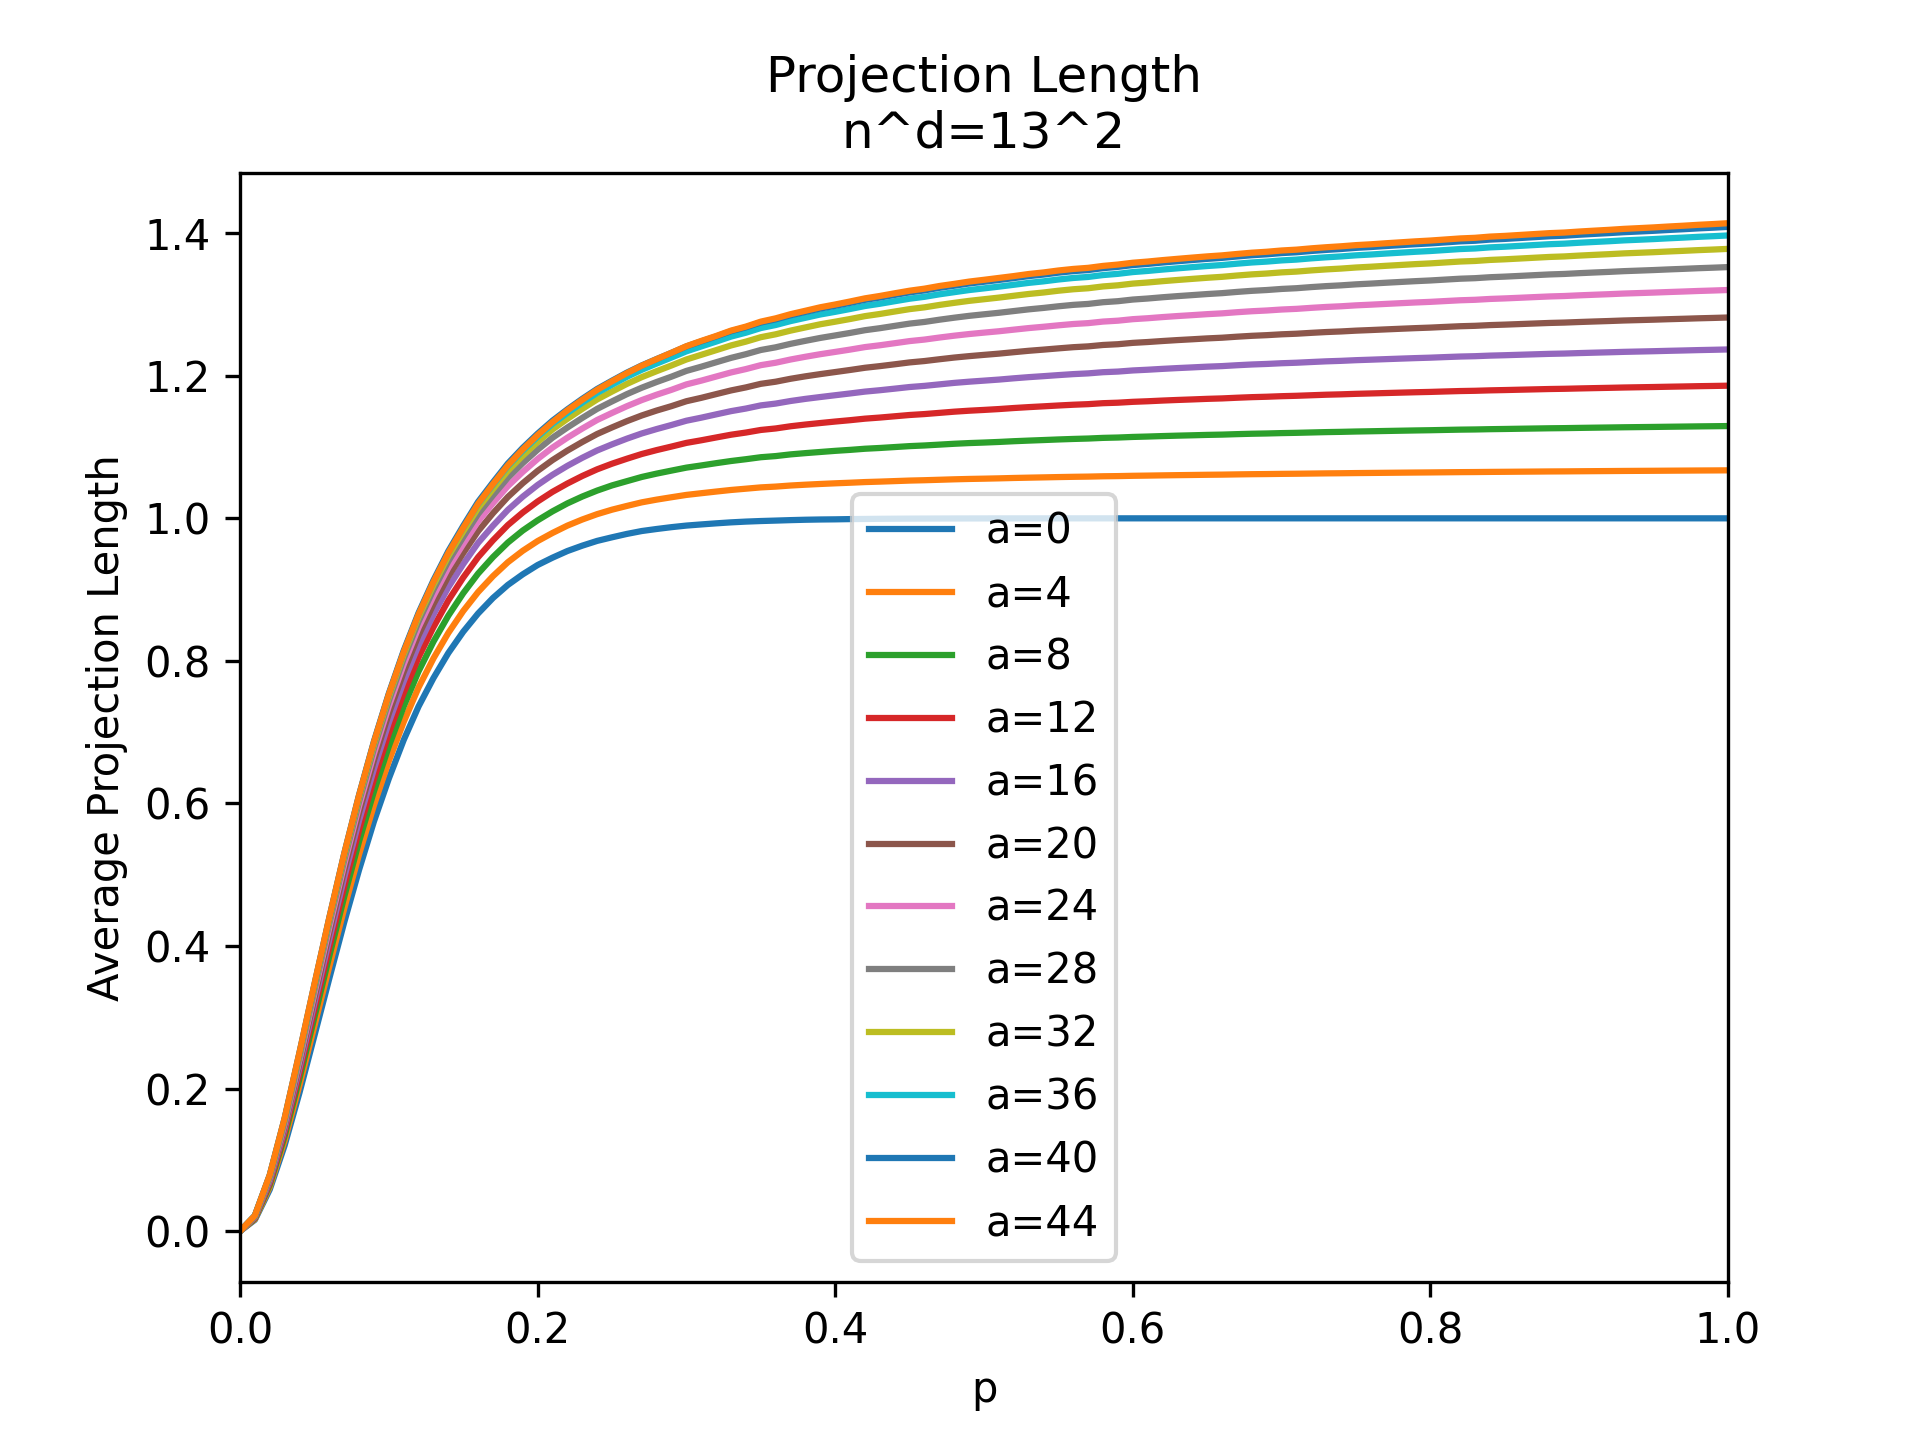 Projection Length
n^d=13^2
Average Projection Length
1.4
1.2
1.0
0.8
0.6
0.4
0.2
0.0
a=0
a=4
a=8
a=12
a=16
a=20
a=24
a=28
a=32
a=36
a=40
a=44
0.0 0.2 0.4 0.6 0.8 1.0
p